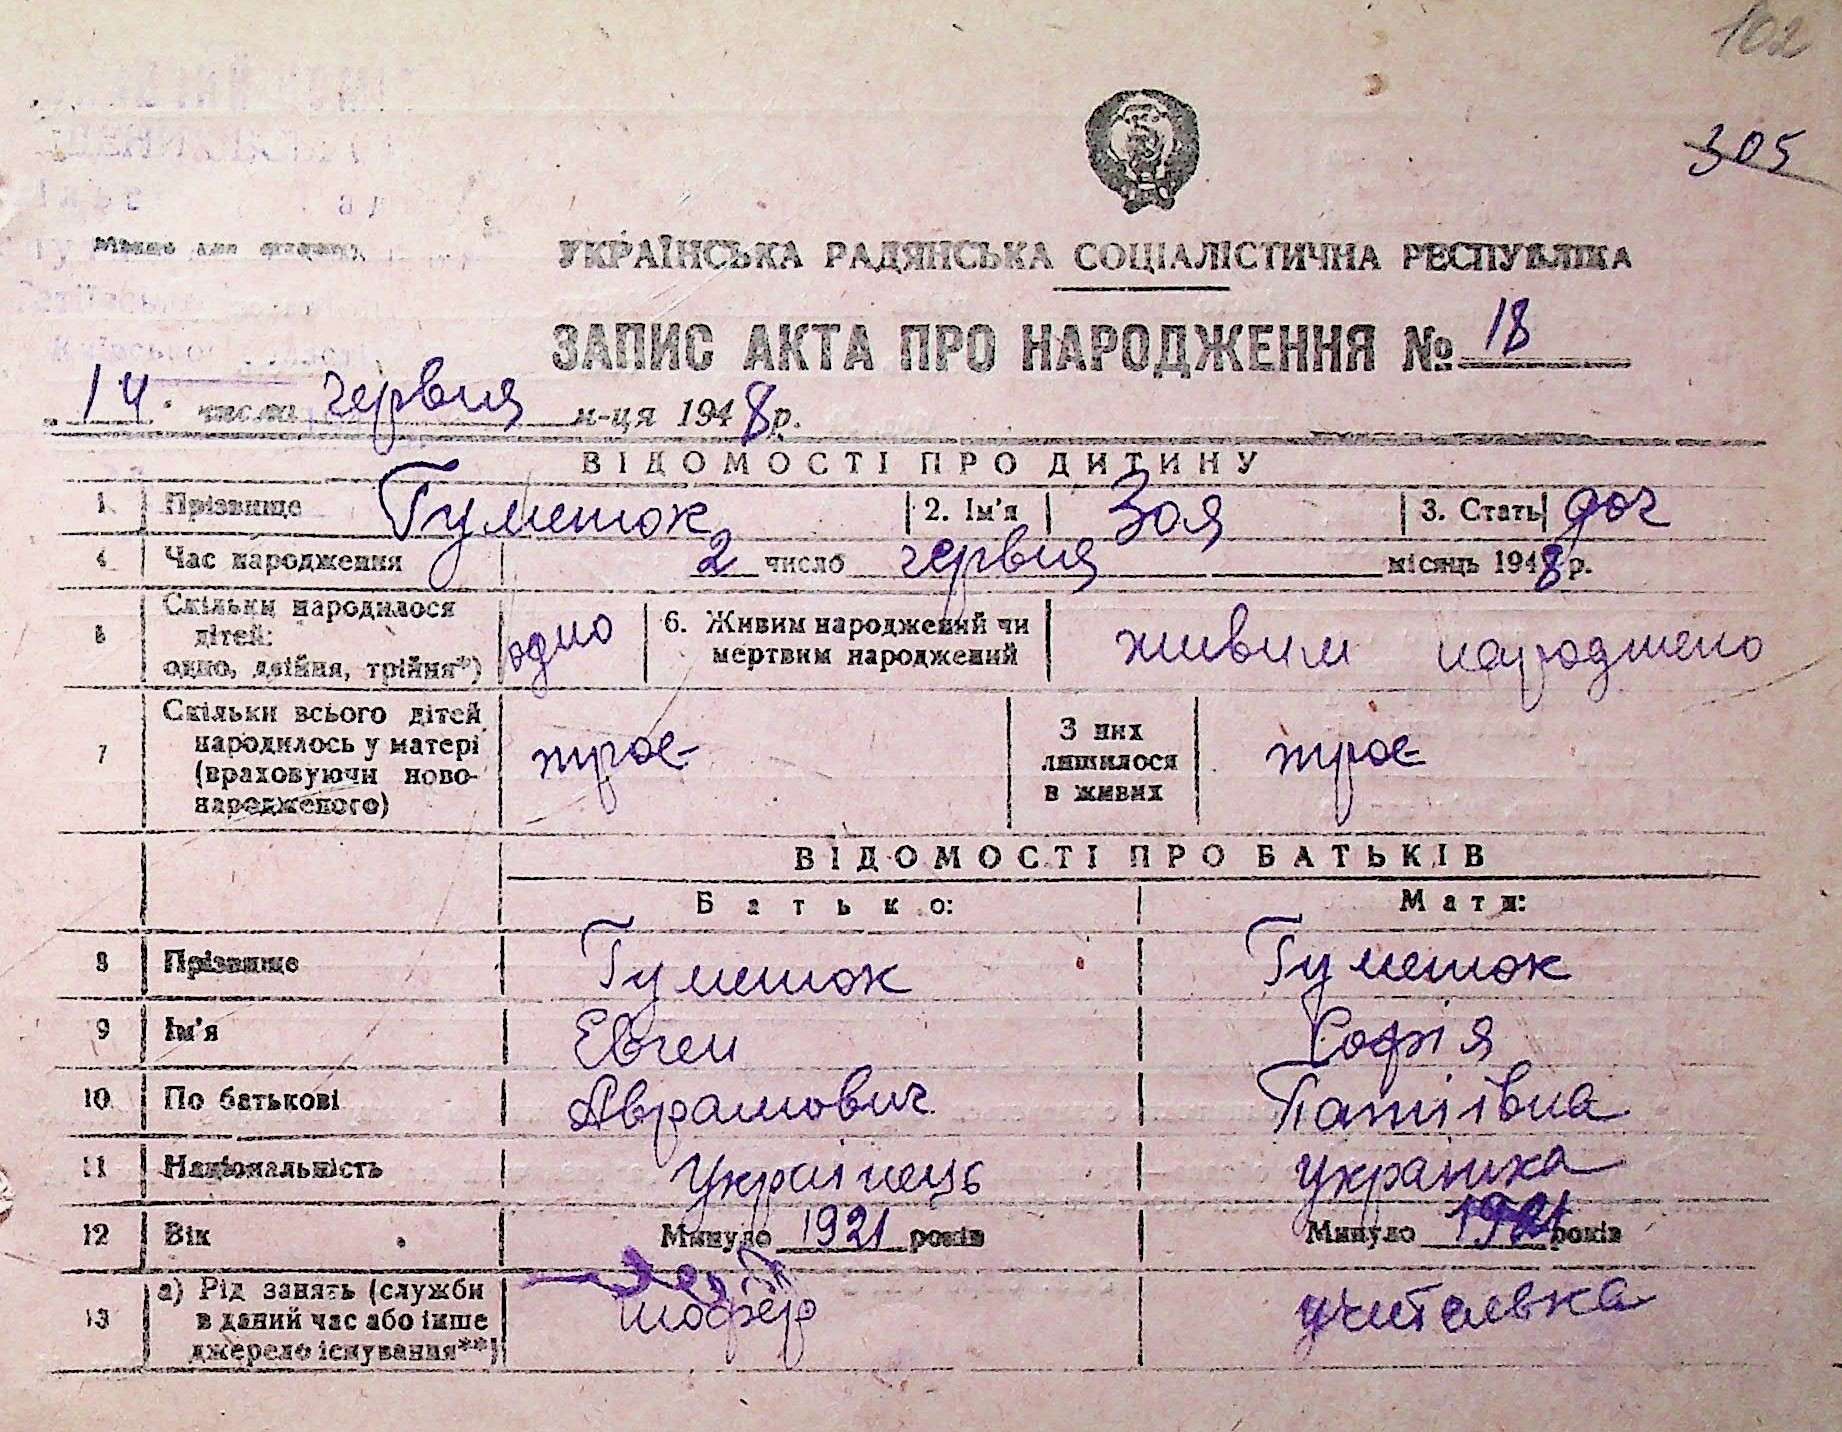 102
305
Місце для штампу
УКРАЇНСЬКА РАДЯНСЬКА СОЦІАЛІСТИЧНА РЕСПУБЛІКА
ЗАПИС АКТА ПРО НАРОДЖЕННЯ № 18
14 числа червня м-ця 1948 р.
ВІДОМОСТІ ПРО ДИТИНУ
1 Прізвище Гуменюк 2. Ім'я Зоя 3. Стать доч
4 Час народження 2 число червня місяць 1948 р.
5 Скільки народилося дітей: одно, двійня, трійня*) одно 6. Живим народжений чи мертвим народжений живим народжено
7 Скільки всього дітей народилось у матері (враховуючи новонародженого) троє З них лишилося в живих троє
ВІДОМОСТІ ПРО БАТЬКІВ
Батько: Мати:
8 Прізвище Гуменюк Гуменюк
9 Ім'я Евген Софія
10 По батькові Аврамович
11 Національність Українець українка
12 Вік Минуло 1921 років Минуло років
13 а) Рід занять (служби в даний час або інше джерело існування**) шофер учителька